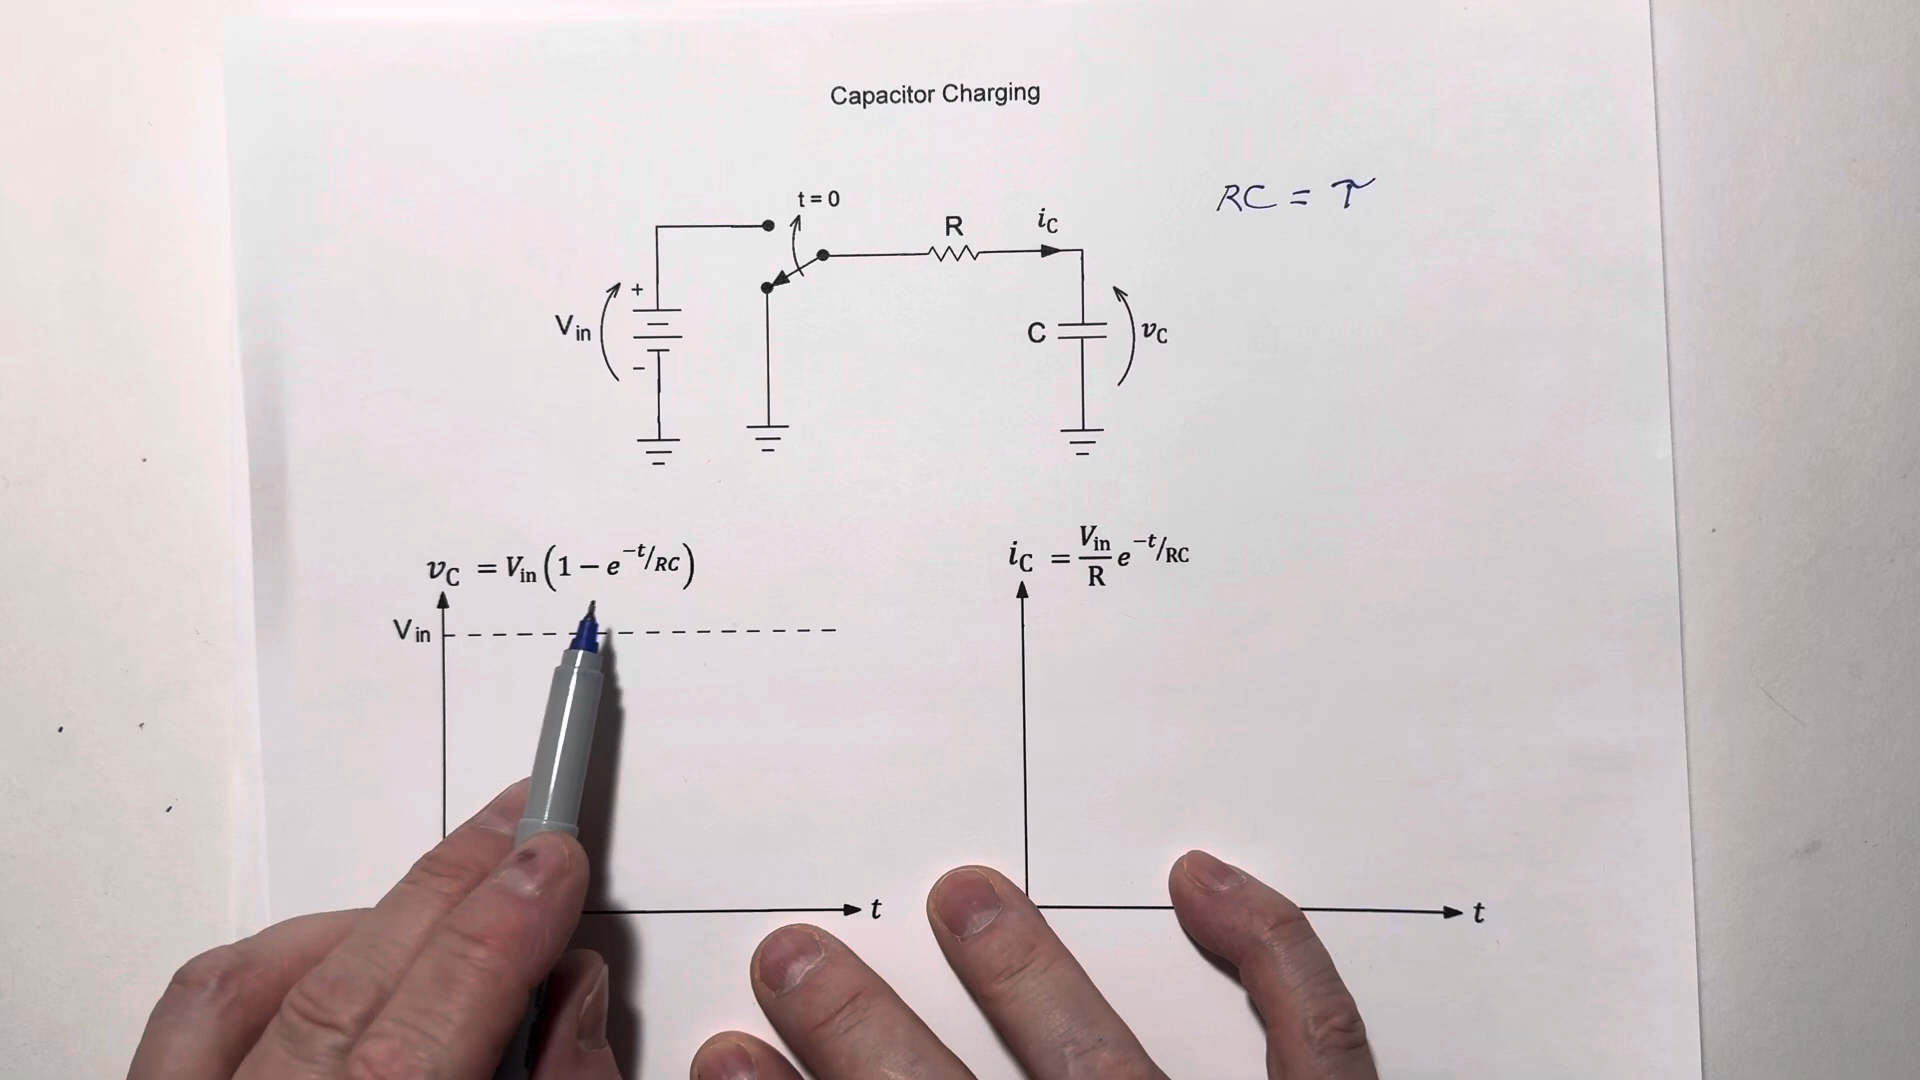 Capacitor Charging
RC = τ
t = 0
R
i_C
+
V_in
-
C
v_C
v_C = V_in (1 − e^{−t/RC})
i_C = V_in/R e^{−t/RC}
V_in
t
t